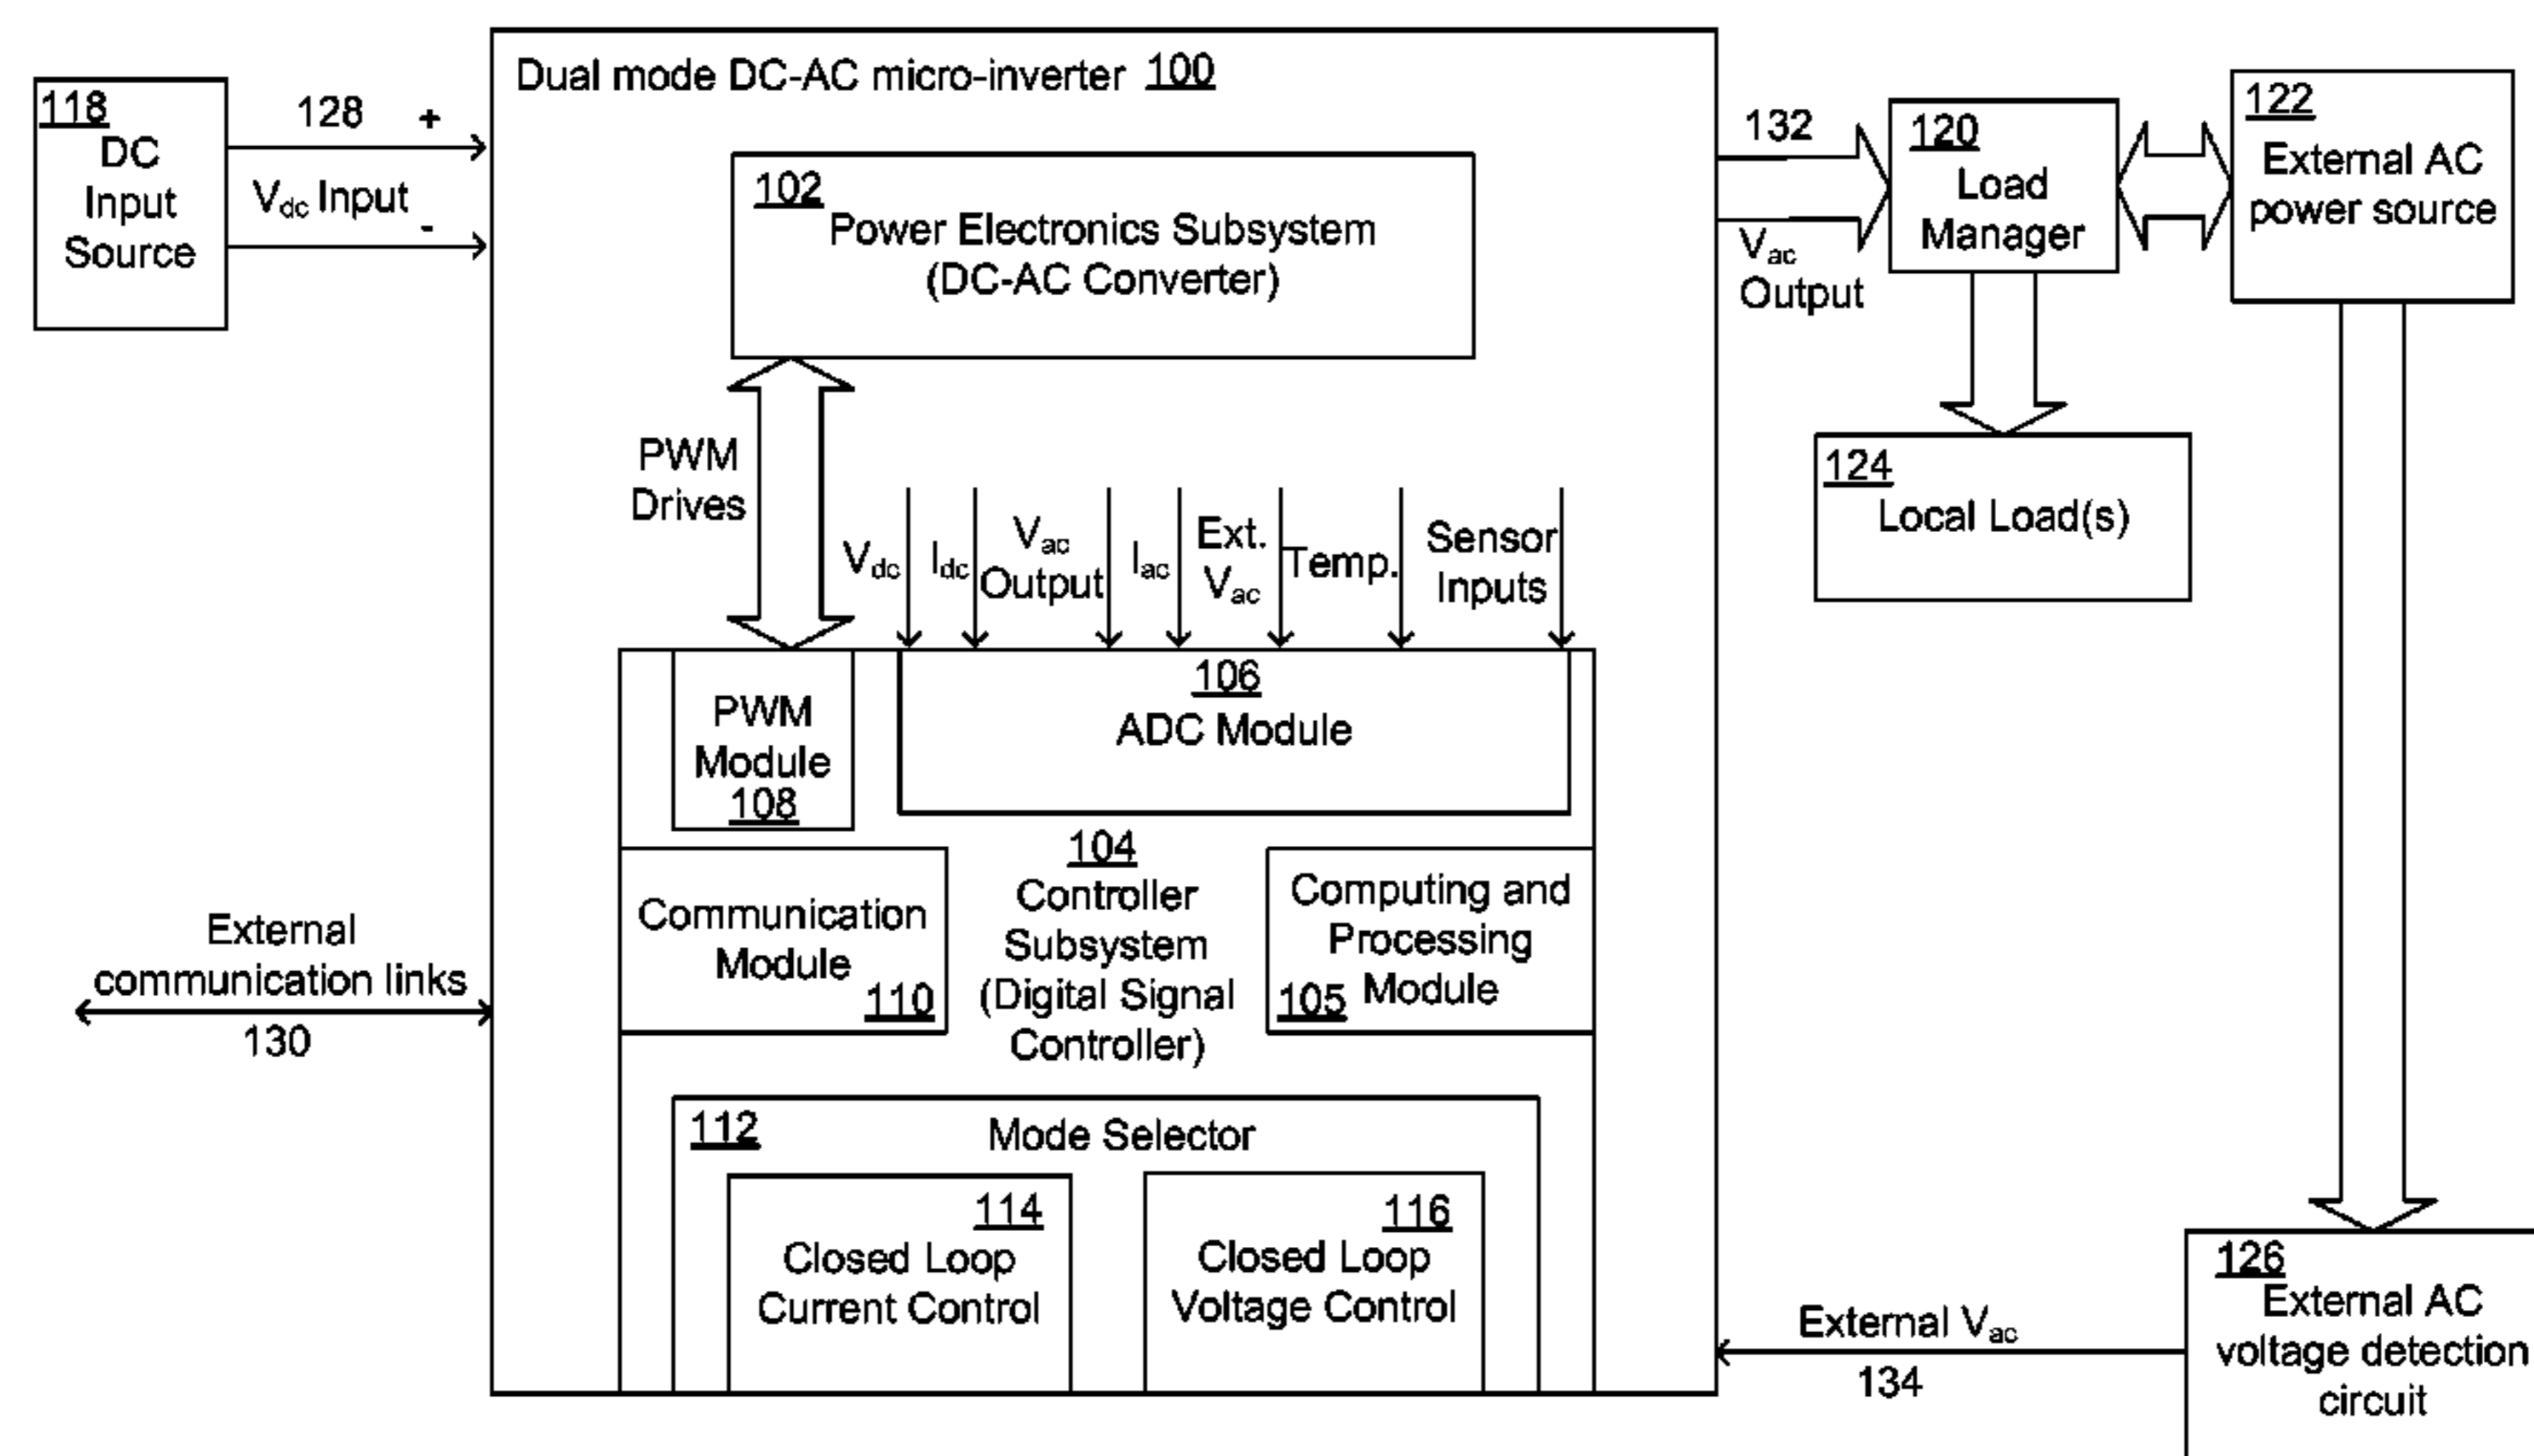 Dual mode DC-AC micro-inverter 100
118
DC
Input
Source
128 +
Vdc Input
-
102
Power Electronics Subsystem
(DC-AC Converter)
132
Vac
Output
120
Load
Manager
122
External AC
power source
124
Local Load(s)
PWM
Drives
Vdc
Idc
Vac
Output
Iac
Ext.
Vac
Temp.
Sensor
Inputs
PWM
Module
108
106
ADC Module
104
Controller
Subsystem
(Digital Signal
Controller)
Communication
Module
110
Computing and
Processing
105 Module
External
communication links
130
112
Mode Selector
114
Closed Loop
Current Control
116
Closed Loop
Voltage Control
External Vac
134
126
External AC
voltage detection
circuit